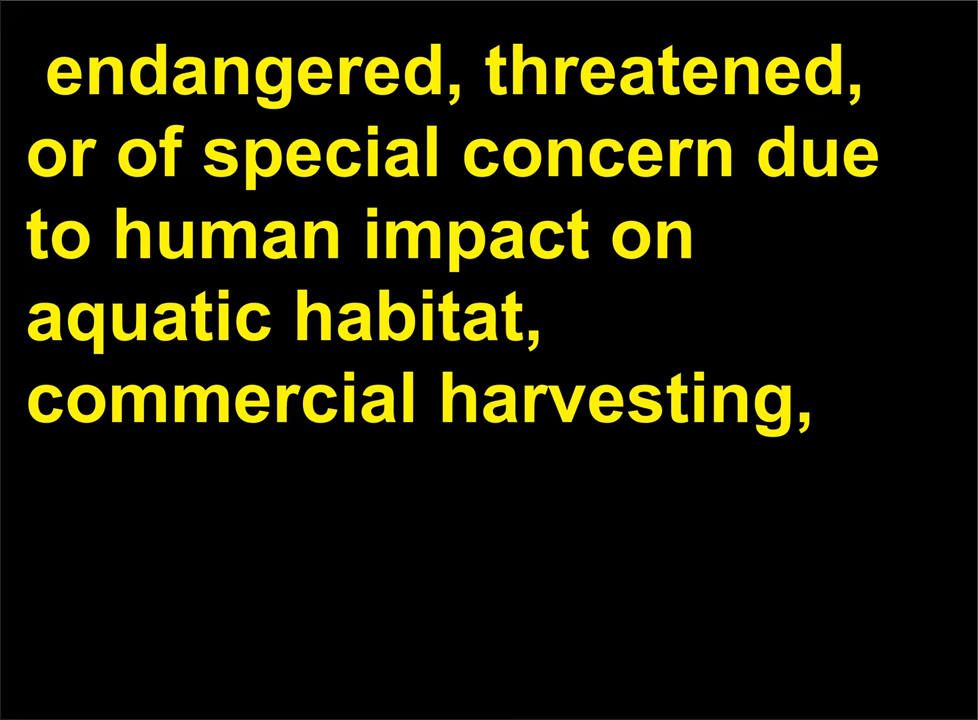 endangered, threatened,
or of special concern due
to human impact on
aquatic habitat,
commercial harvesting,